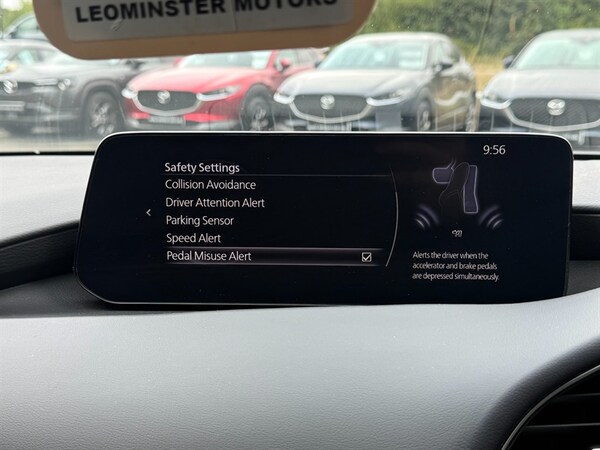 LEOMINSTER MOTORS
9:56
Safety Settings
Collision Avoidance
Driver Attention Alert
Parking Sensor
Speed Alert
Pedal Misuse Alert
Alerts the driver when the
accelerator and brake pedals
are depressed simultaneously.